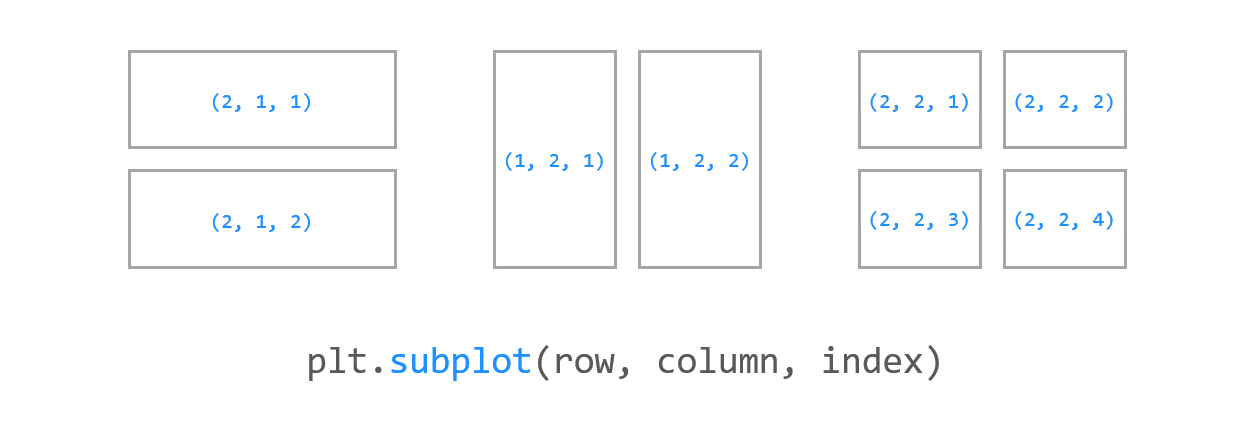 (2, 1, 1)
(2, 1, 2)
(1, 2, 1)
(1, 2, 2)
(2, 2, 1)
(2, 2, 2)
(2, 2, 3)
(2, 2, 4)
plt.subplot(row, column, index)